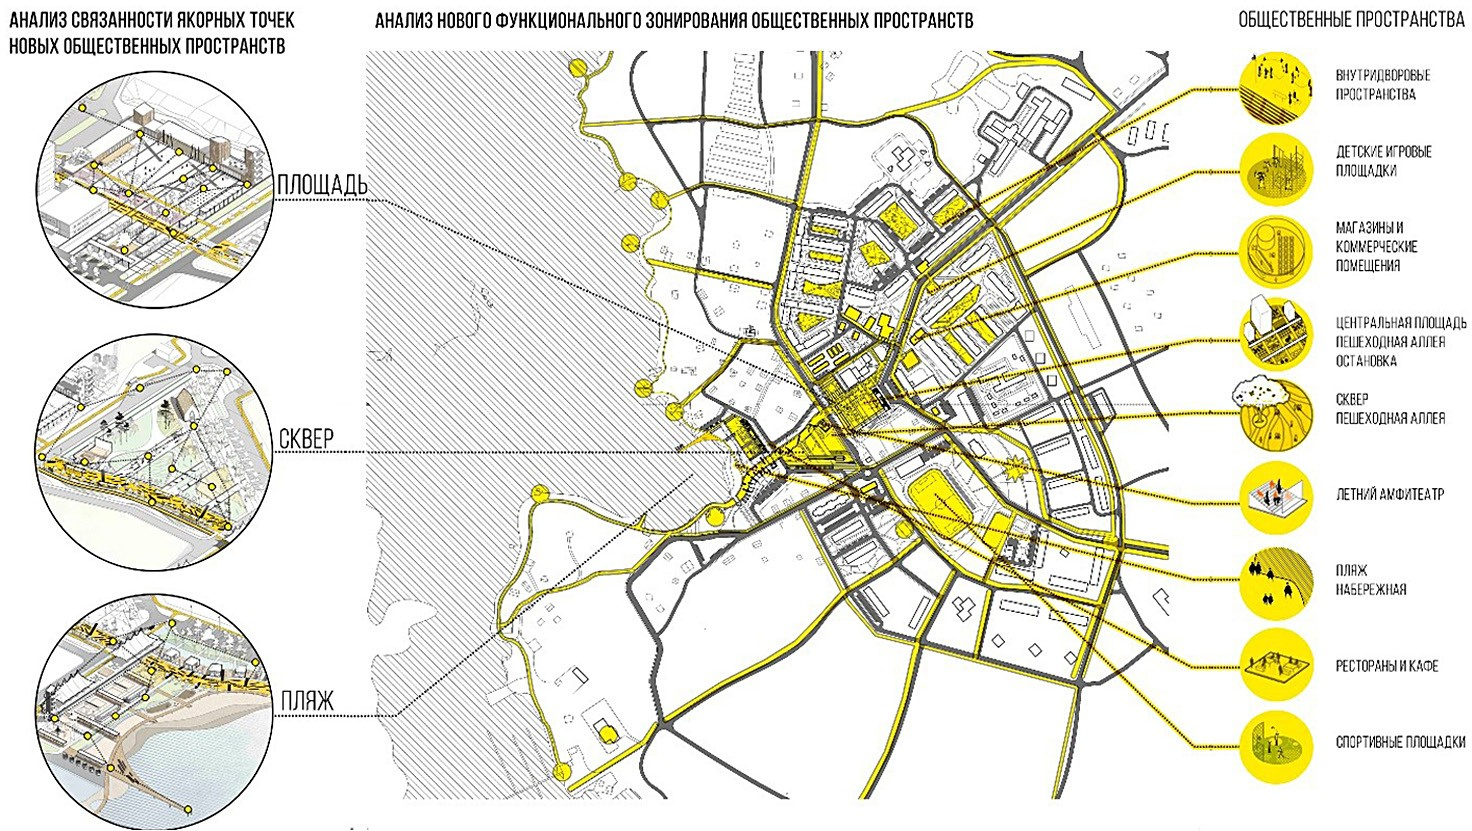 АНАЛИЗ СВЯЗАННОСТИ ЯКОРНЫХ ТОЧЕК
НОВЫХ ОБЩЕСТВЕННЫХ ПРОСТРАНСТВ
ПЛОЩАДЬ
СКВЕР
ПЛЯЖ
АНАЛИЗ НОВОГО ФУНКЦИОНАЛЬНОГО ЗОНИРОВАНИЯ ОБЩЕСТВЕННЫХ ПРОСТРАНСТВ
ОБЩЕСТВЕННЫЕ ПРОСТРАНСТВА
ВНУТРИДВОРОВЫЕ
ПРОСТРАНСТВА
ДЕТСКИЕ ИГРОВЫЕ
ПЛОЩАДКИ
МАГАЗИНЫ И
КОММЕРЧЕСКИЕ
ПОМЕЩЕНИЯ
ЦЕНТРАЛЬНАЯ ПЛОЩАДЬ
ПЕШЕХОДНАЯ АЛЛЕЯ
ОСТАНОВКА
СКВЕР
ПЕШЕХОДНАЯ АЛЛЕЯ
ЛЕТНИЙ АМФИТЕАТР
ПЛЯЖ
НАБЕРЕЖНАЯ
РЕСТОРАНЫ И КАФЕ
СПОРТИВНЫЕ ПЛОЩАДКИ